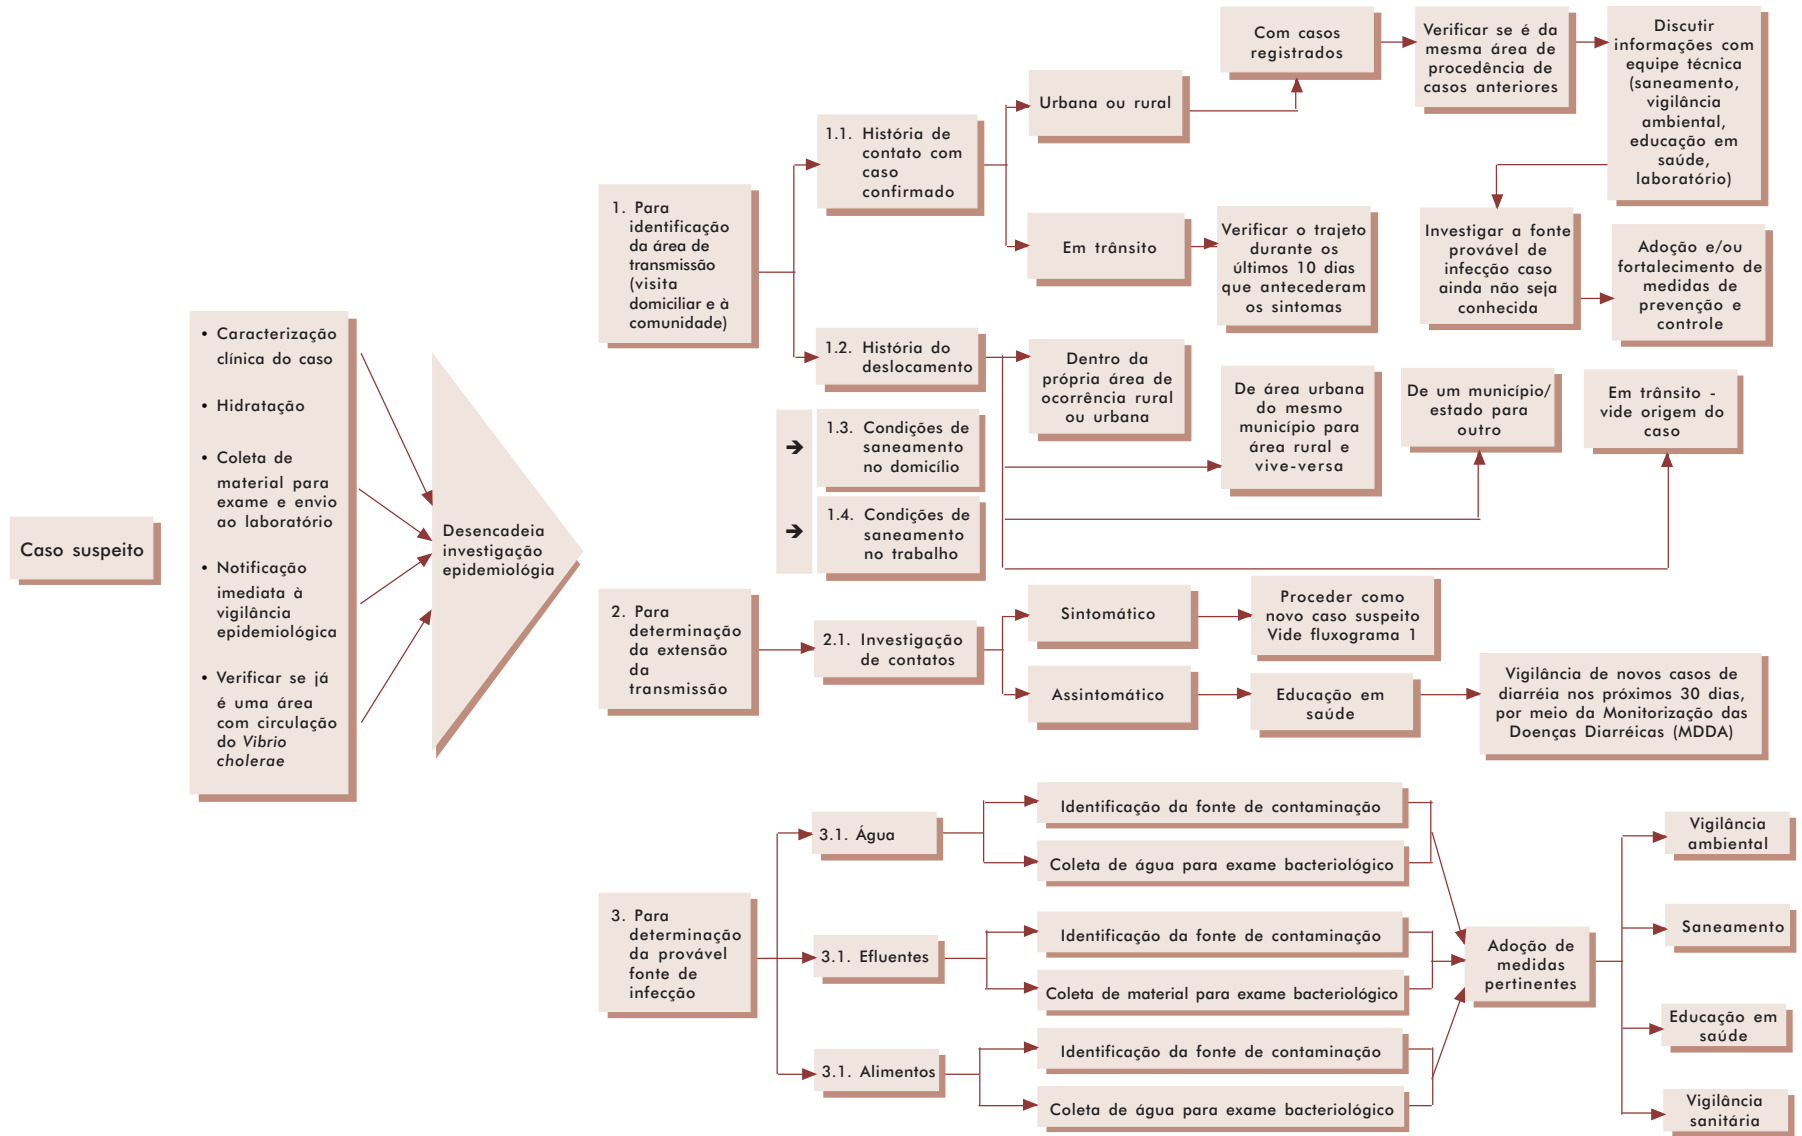 Caso suspeito
• Caracterização
clínica do caso
• Hidratação
• Coleta de
material para
exame e envio
ao laboratório
• Notificação
imediata à
vigilância
epidemiológica
• Verificar se já
é uma área
com circulação
do Vibrio
cholerae
Desencadeia
investigação
epidemiológia
1. Para
identificação
da área de
transmissão
(visita
domiciliar e à
comunidade)
1.1. História de
contato com
caso
confirmado
Urbana ou rural
Com casos
registrados
Verificar se é da
mesma área de
procedência de
casos anteriores
Discutir
informações com
equipe técnica
(saneamento,
vigilância
ambiental,
educação em
saúde,
laboratório)
Investigar a fonte
provável de
infecção caso
ainda não seja
conhecida
Adoção e/ou
fortalecimento de
medidas de
prevenção e
controle
Em trânsito
Verificar o trajeto
durante os
últimos 10 dias
que antecederam
os sintomas
1.2. História do
deslocamento
Dentro da
própria área de
ocorrência rural
ou urbana
De área urbana
do mesmo
município para
área rural e
vive-versa
De um município/
estado para
outro
Em trânsito -
vide origem do
caso
➔
1.3. Condições de
saneamento
no domicílio
➔
1.4. Condições de
saneamento
no trabalho
2. Para
determinação
da extensão
da
transmissão
2.1. Investigação
de contatos
Sintomático
Proceder como
novo caso suspeito
Vide fluxograma 1
Assintomático
Educação em
saúde
Vigilância de novos casos de
diarréia nos próximos 30 dias,
por meio da Monitorização das
Doenças Diarréicas (MDDA)
3. Para
determinação
da provável
fonte de
infecção
3.1. Água
Identificação da fonte de contaminação
Coleta de água para exame bacteriológico
3.1. Efluentes
Identificação da fonte de contaminação
Coleta de material para exame bacteriológico
3.1. Alimentos
Identificação da fonte de contaminação
Coleta de água para exame bacteriológico
Adoção de
medidas
pertinentes
Vigilância
ambiental
Saneamento
Educação em
saúde
Vigilância
sanitária